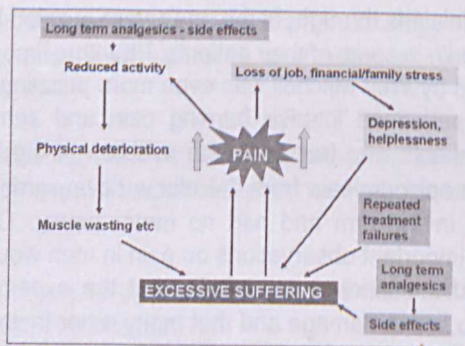 Long term analgesics - side effects
reduced activity
Loss of job, financial/family stress
Depression,
helplessness
Physical deterioration
PAIN
Muscle wasting etc
Repeated
treatment
failures
Long term
analgesics
EXCESSIVE SUFFERING
Side effects